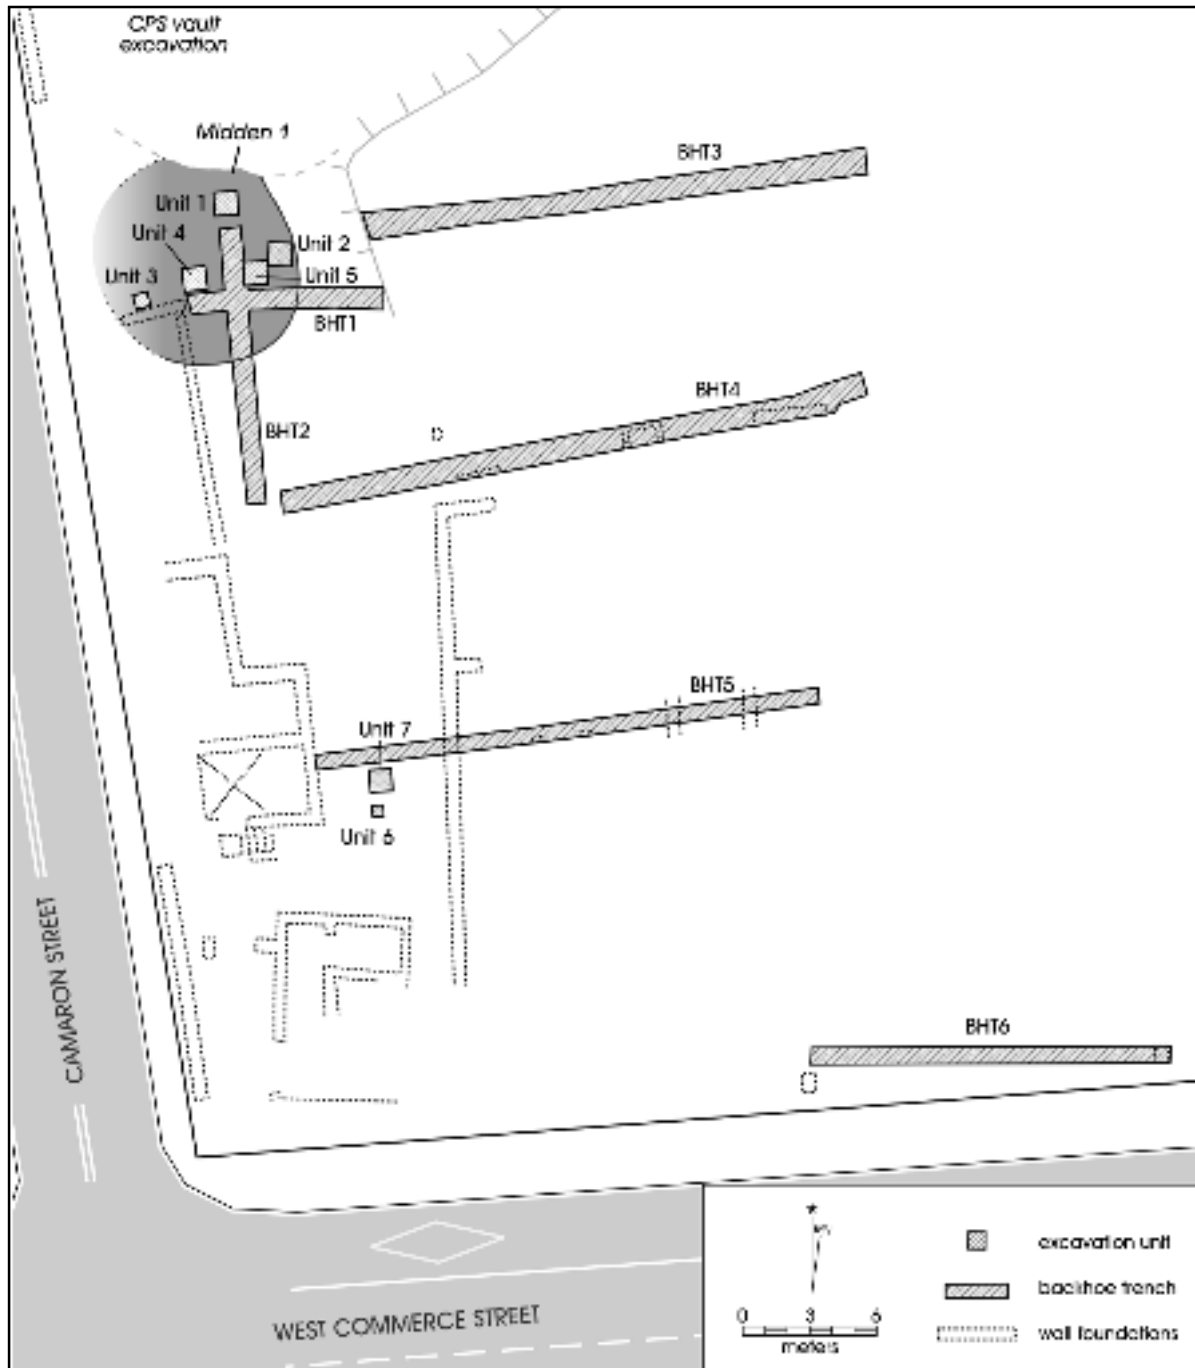 CPS vault
excavation
Midden 1
BHT3
Unit 1
Unit 4
Unit 2
Unit 3
Unit 5
BHT1
BHT4
BHT2
D
BHT5
Unit 7
Unit 6
CAMARON STREET
BHT6
WEST COMMERCE STREET
excavation unit
backhoe trench
wall foundations
0 3 6
meters